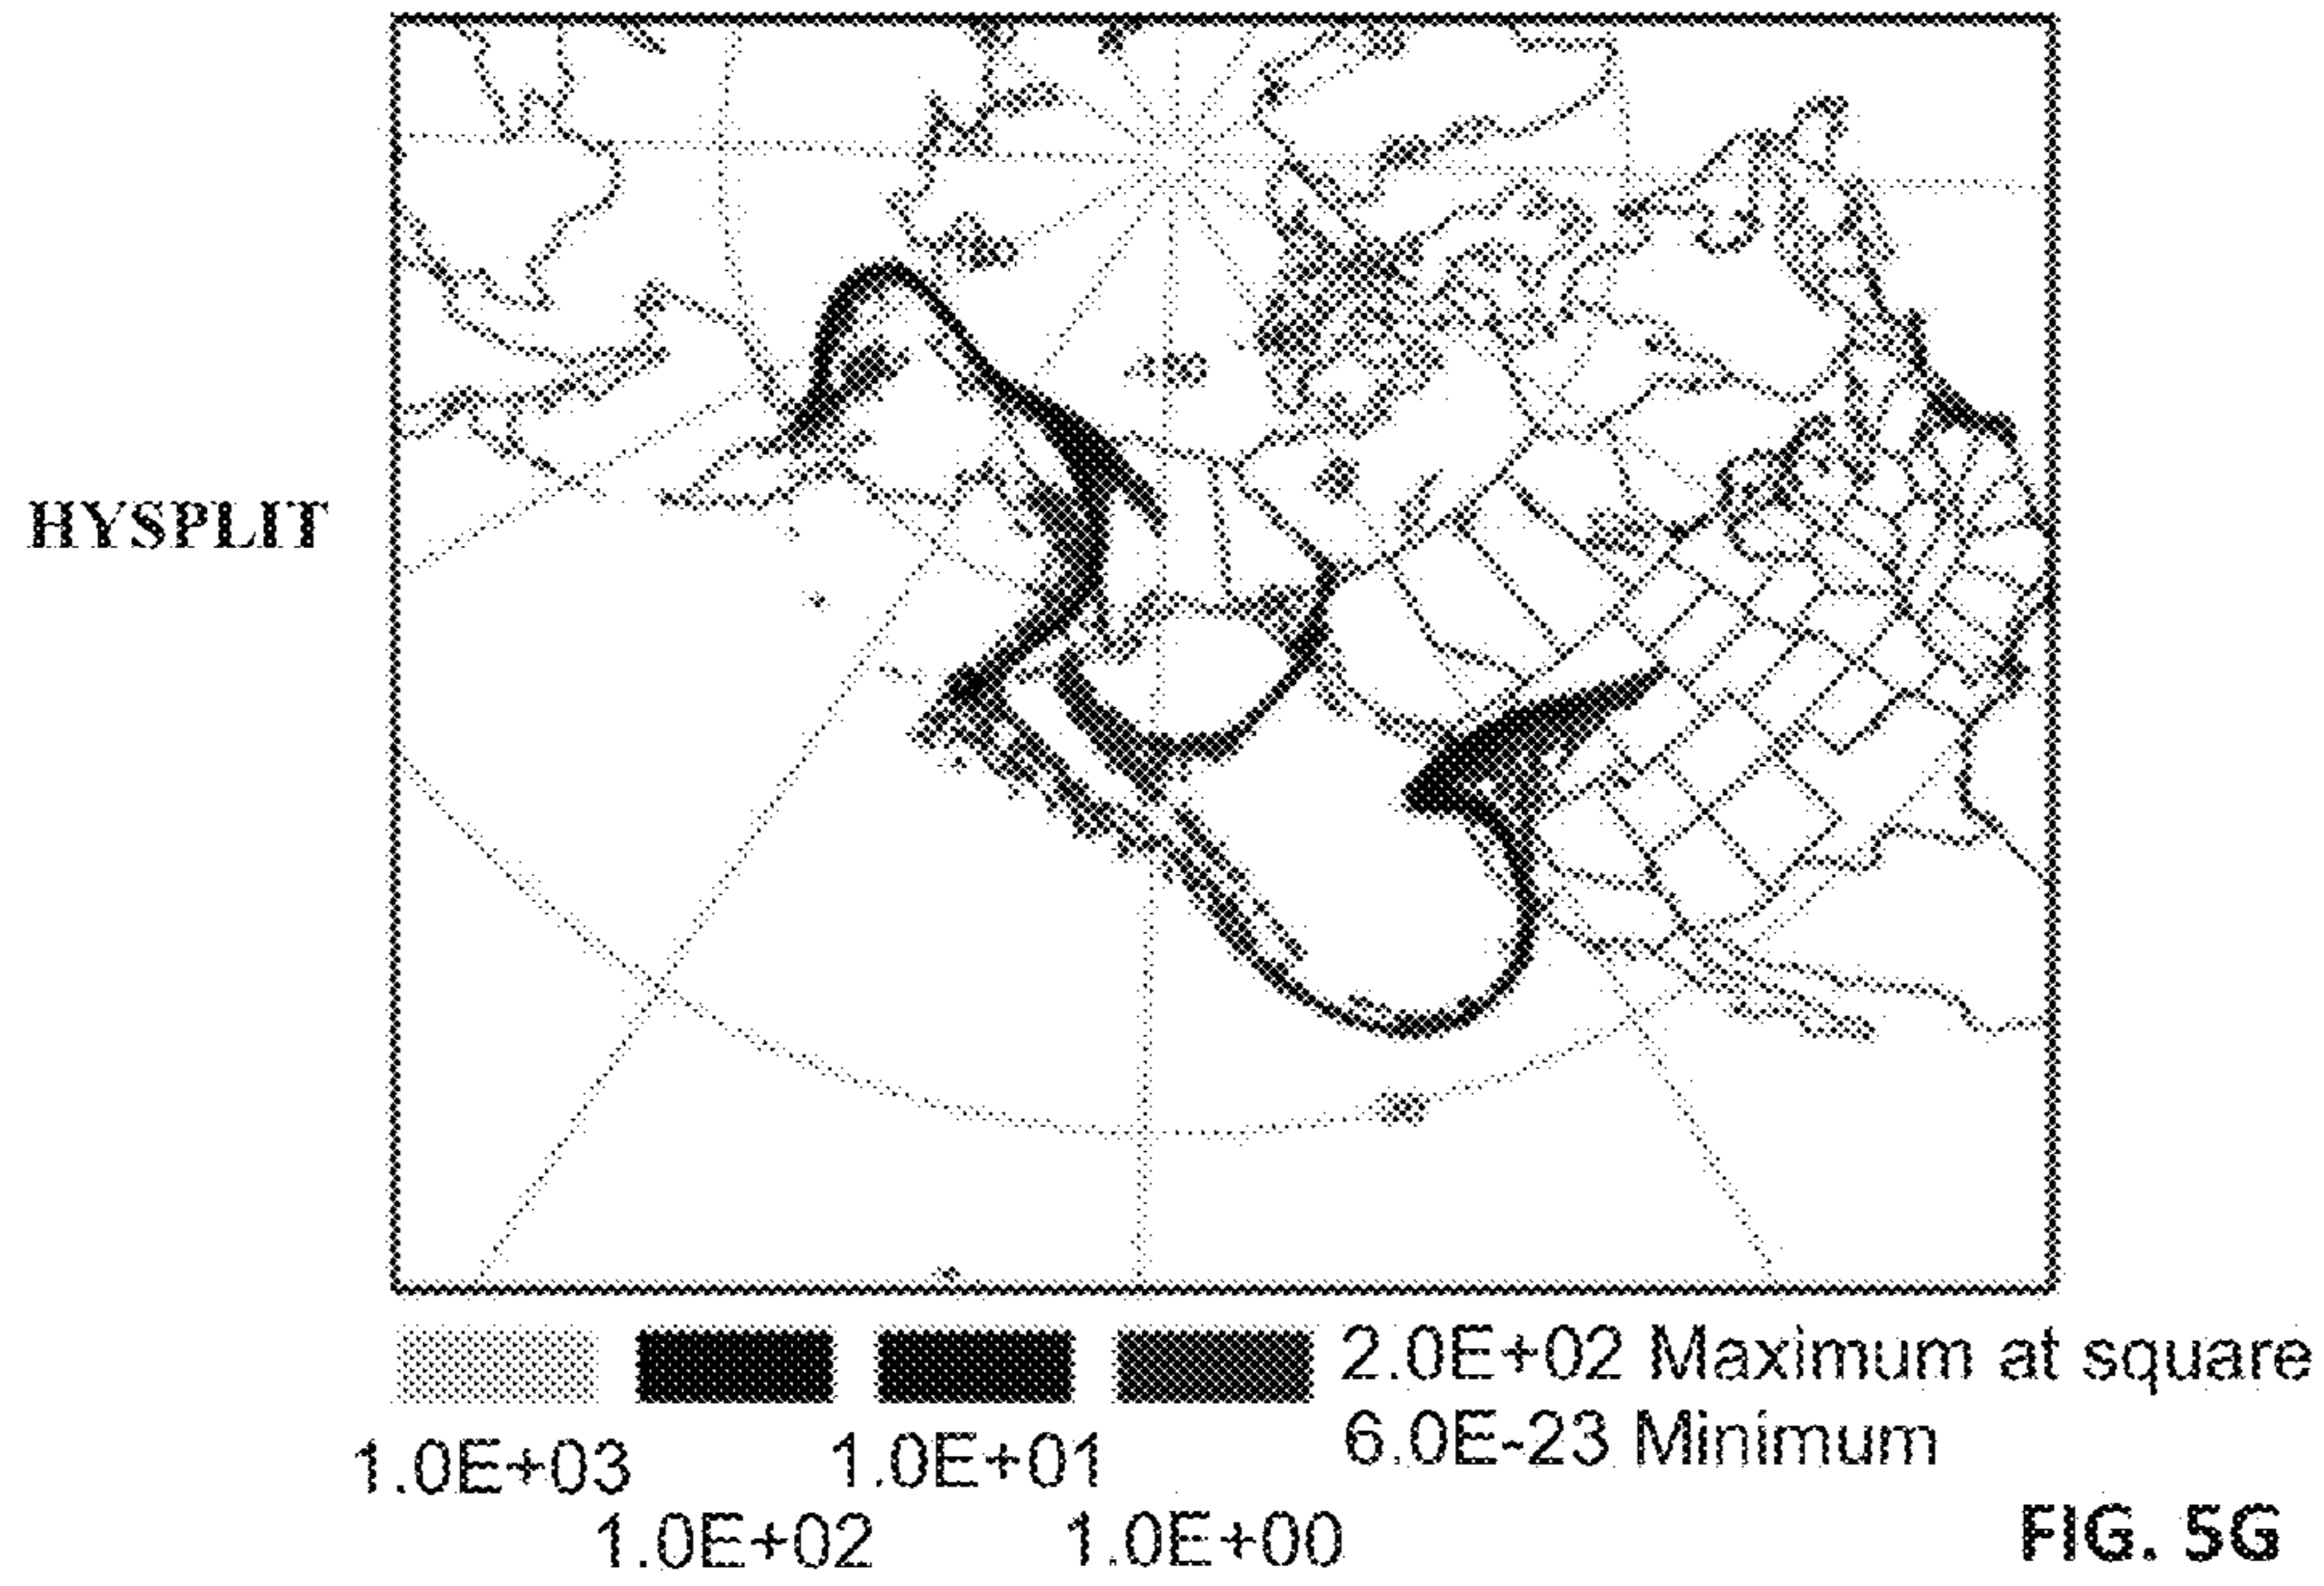 HYSPLIT
2.0E+02 Maximum at square
6.0E-23 Minimum
1.0E+03
1.0E+01
1.0E+02
1.0E+00
FIG. 5G